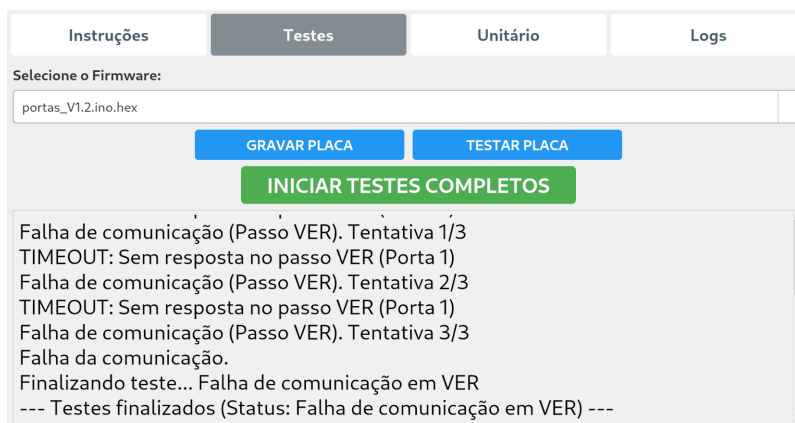 Instruções
Testes
Unitário
Logs
Selecione o Firmware:
portas_V1.2.ino.hex
GRAVAR PLACA
TESTAR PLACA
INICIAR TESTES COMPLETOS
Falha de comunicação (Passo VER). Tentativa 1/3
TIMEOUT: Sem resposta no passo VER (Porta 1)
Falha de comunicação (Passo VER). Tentativa 2/3
TIMEOUT: Sem resposta no passo VER (Porta 1)
Falha de comunicação (Passo VER). Tentativa 3/3
Falha da comunicação.
Finalizando teste... Falha de comunicação em VER
--- Testes finalizados (Status: Falha de comunicação em VER) ---